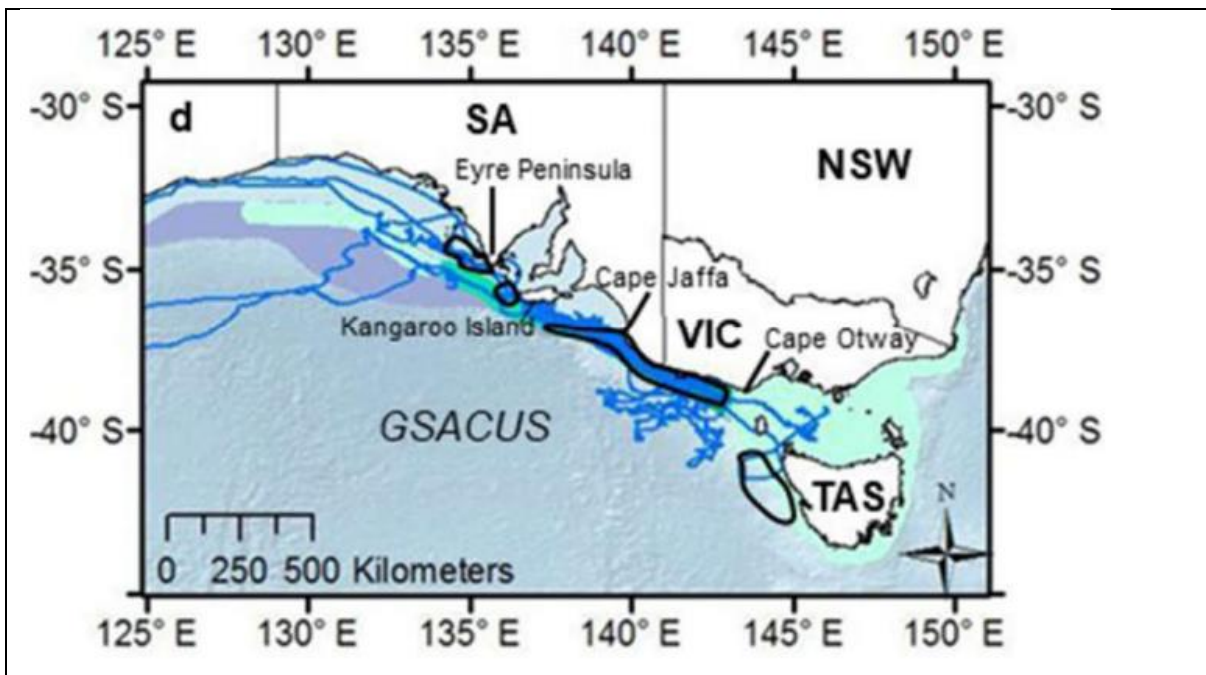 125° E 130° E 135° E 140° E 145° E 150° E
-30° S -30° S
d
SA
NSW
Eyre Peninsula
-35° S -35° S
Cape Jaffa
Kangaroo Island
VIC
Cape Otway
GSACUS
-40° S -40° S
TAS
N
0 250 500 Kilometers
125° E 130° E 135° E 140° E 145° E 150° E